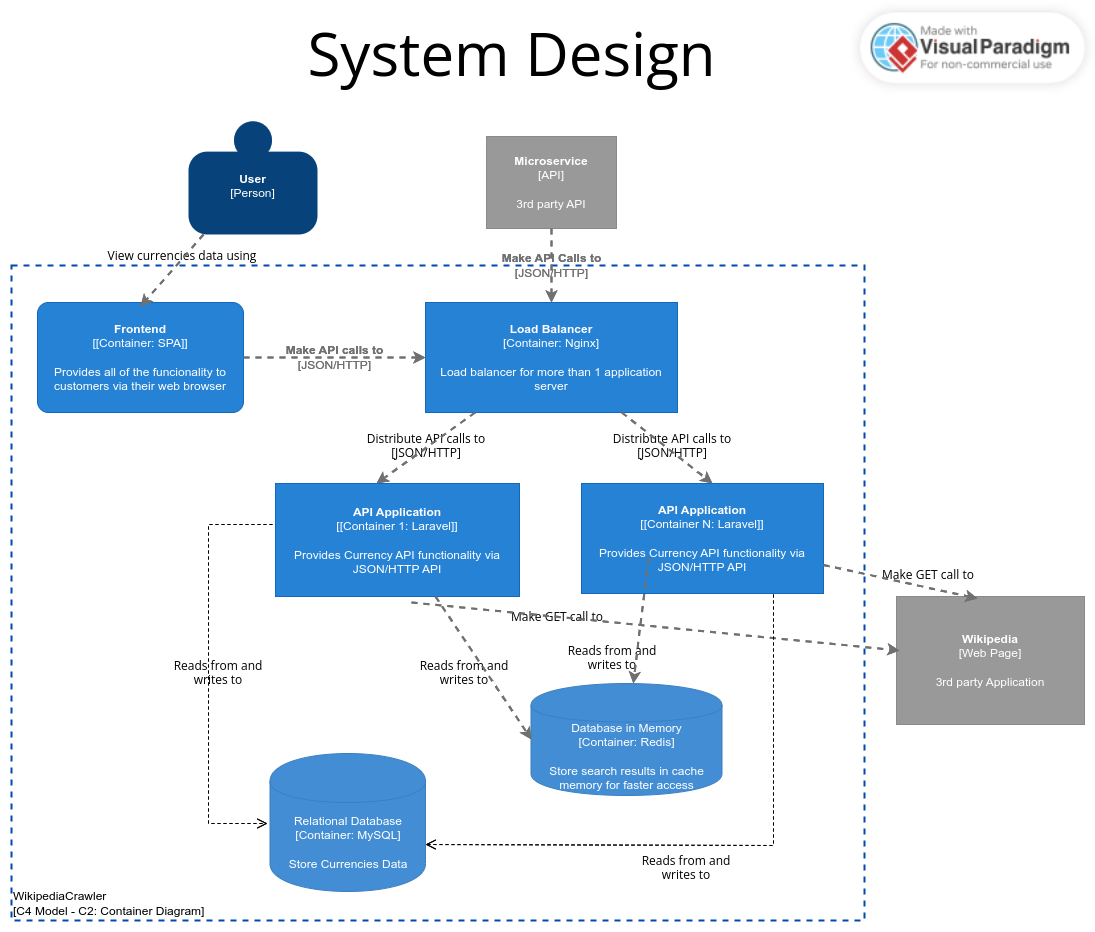 System Design
Made with
VisualParadigm
For non-commercial use
User
[Person]
Microservice
[API]
3rd party API
View currencies data using
Make API Calls to
[JSON/HTTP]
Frontend
[[Container: SPA]]
Provides all of the funcionality to
customers via their web browser
Make API calls to
[JSON/HTTP]
Load Balancer
[Container: Nginx]
Load balancer for more than 1 application
server
Distribute API calls to
[JSON/HTTP]
Distribute API calls to
[JSON/HTTP]
API Application
[[Container 1: Laravel]]
Provides Currency API functionality via
JSON/HTTP API
API Application
[[Container N: Laravel]]
Provides Currency API functionality via
JSON/HTTP API
Make GET call to
Make GET call to
Wikipedia
[Web Page]
3rd party Application
Reads from and
writes to
Reads from and
writes to
Reads from and
writes to
Database in Memory
[Container: Redis]
Store search results in cache
memory for faster access
Relational Database
[Container: MySQL]
Store Currencies Data
Reads from and
writes to
WikipediaCrawler
[C4 Model - C2: Container Diagram]